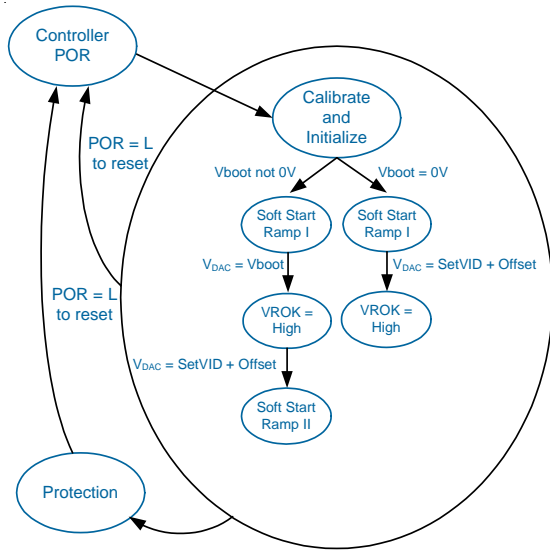 Controller
POR
Calibrate
and
Initialize
POR = L
to reset
Vboot not 0V
Vboot = 0V
Soft Start
Ramp I
Soft Start
Ramp I
VDAC = Vboot
VDAC = SetVID + Offset
POR = L
to reset
VROK =
High
VROK =
High
VDAC = SetVID + Offset
Soft Start
Ramp II
Protection